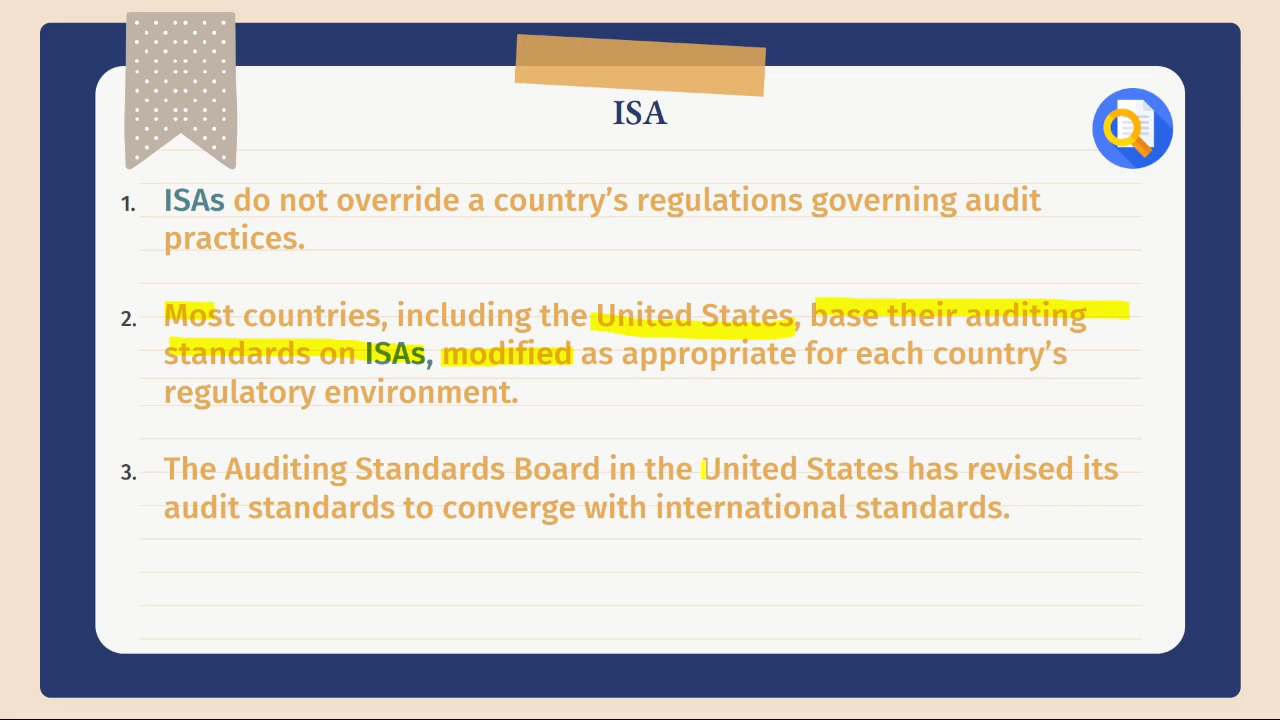 ISA
1. ISAs do not override a country’s regulations governing audit
practices.
2. Most countries, including the United States, base their auditing
standards on ISAs, modified as appropriate for each country’s
regulatory environment.
3. The Auditing Standards Board in the United States has revised its
audit standards to converge with international standards.